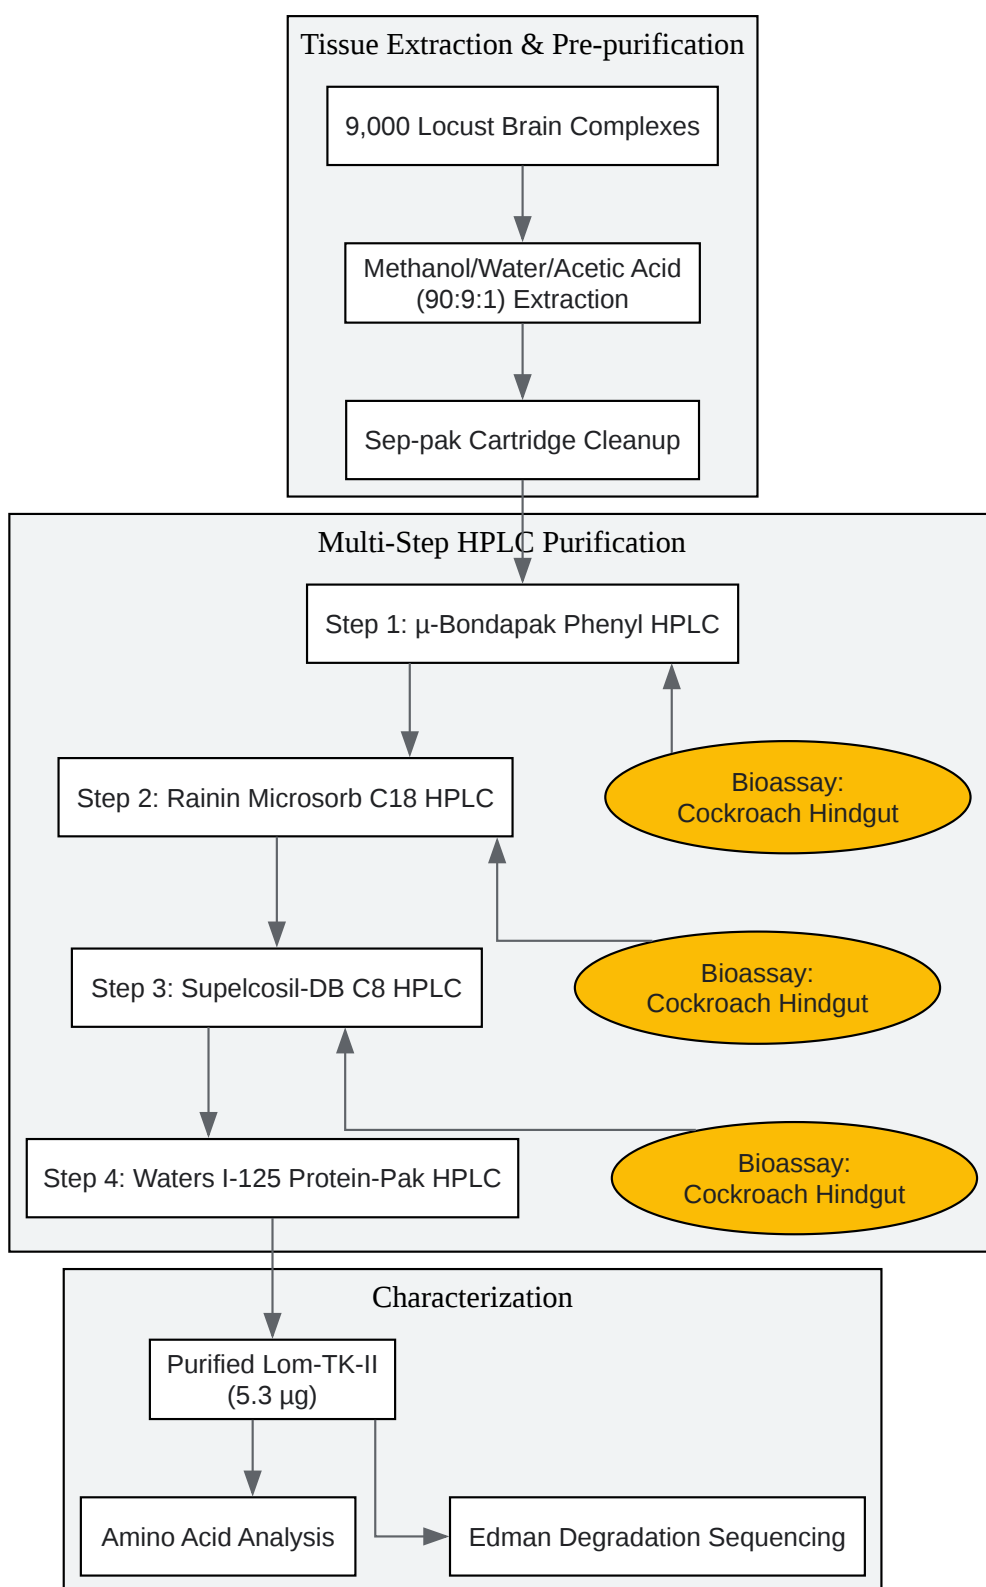 Tissue Extraction & Pre-purification
9,000 Locust Brain Complexes
Methanol/Water/Acetic Acid
(90:9:1) Extraction
Sep-pak Cartridge Cleanup
Multi-Step HPLC Purification
Step 1: µ-Bondapak Phenyl HPLC
Step 2: Rainin Microsorb C18 HPLC
Bioassay:
Cockroach Hindgut
Step 3: Supelcosil-DB C8 HPLC
Bioassay:
Cockroach Hindgut
Step 4: Waters I-125 Protein-Pak HPLC
Bioassay:
Cockroach Hindgut
Characterization
Purified Lom-TK-II
(5.3 µg)
Amino Acid Analysis
Edman Degradation Sequencing